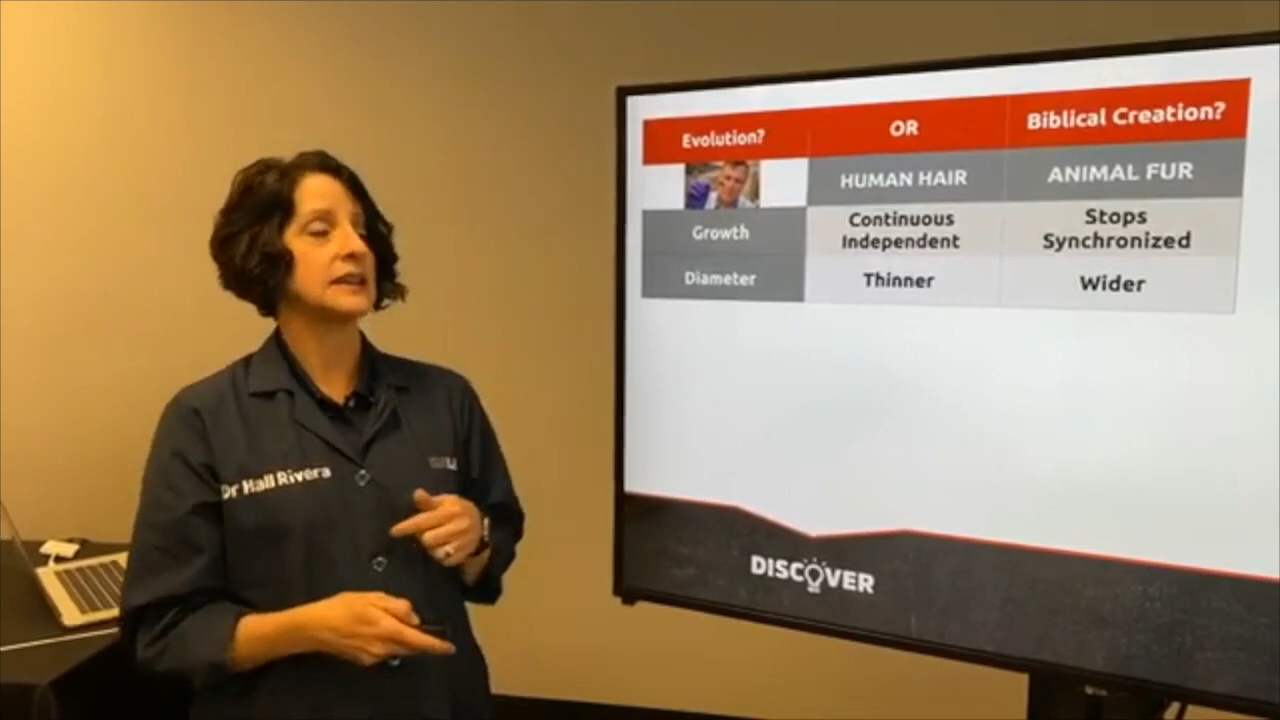 Evolution? OR Biblical Creation?
HUMAN HAIR ANIMAL FUR
Growth Continuous Independent Stops Synchronized
Diameter Thinner Wider
Dr Hall Rivera
DISCOVER